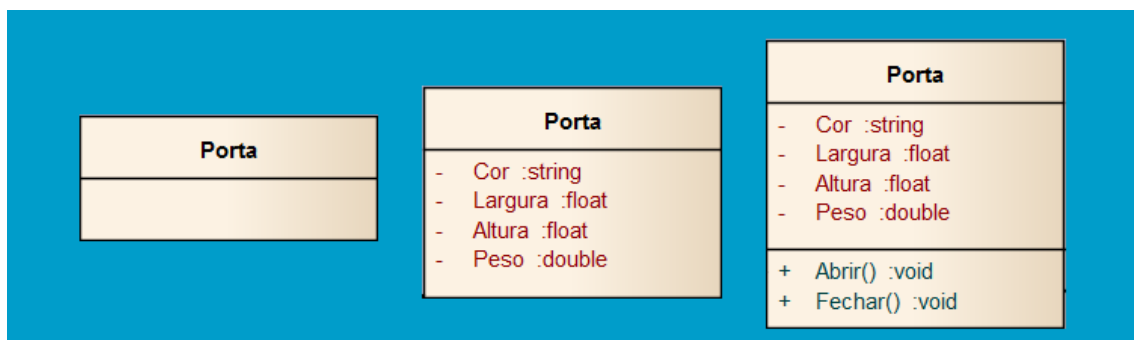 Porta
Porta
- Cor :string
- Largura :float
- Altura :float
- Peso :double
Porta
- Cor :string
- Largura :float
- Altura :float
- Peso :double
+ Abrir() :void
+ Fechar() :void